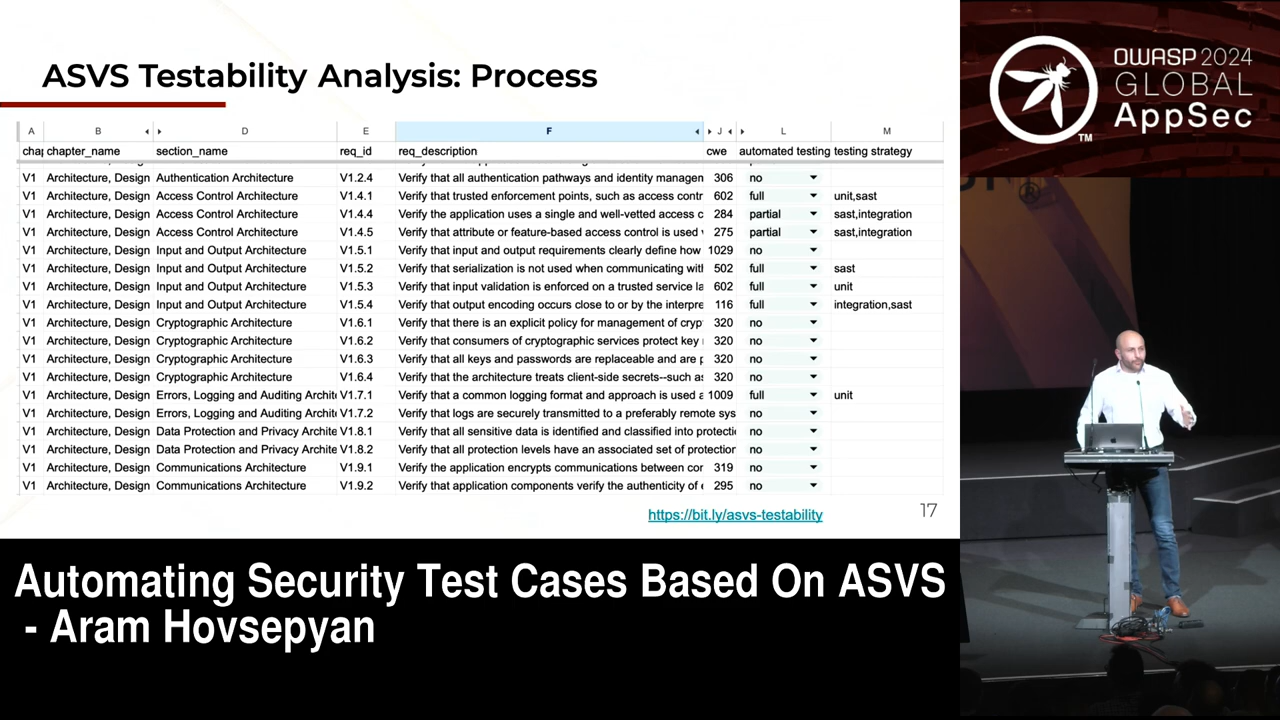 ASVS Testability Analysis: Process
A B D E F J L M
chap chapter_name section_name req_id req_description cwe automated testing testing strategy
V1 Architecture, Design Authentication Architecture V1.2.4 Verify that all authentication pathways and identity managen 306 no
V1 Architecture, Design Access Control Architecture V1.4.1 Verify that trusted enforcement points, such as access contr 602 full unit,sast
V1 Architecture, Design Access Control Architecture V1.4.4 Verify the application uses a single and well-vetted access c 284 partial sast,integration
V1 Architecture, Design Access Control Architecture V1.4.5 Verify that attribute or feature-based access control is used 275 partial sast,integration
V1 Architecture, Design Input and Output Architecture V1.5.1 Verify that input and output requirements clearly define how 1029 no
V1 Architecture, Design Input and Output Architecture V1.5.2 Verify that serialization is not used when communicating with 502 full sast
V1 Architecture, Design Input and Output Architecture V1.5.3 Verify that input validation is enforced on a trusted service la 602 full unit
V1 Architecture, Design Input and Output Architecture V1.5.4 Verify that output encoding occurs close to or by the interpre 116 full integration,sast
V1 Architecture, Design Cryptographic Architecture V1.6.1 Verify that there is an explicit policy for management of cryp 320 no
V1 Architecture, Design Cryptographic Architecture V1.6.2 Verify that consumers of cryptographic services protect key 320 no
V1 Architecture, Design Cryptographic Architecture V1.6.3 Verify that all keys and passwords are replaceable and are p 320 no
V1 Architecture, Design Cryptographic Architecture V1.6.4 Verify that the architecture treats client-side secrets--such as 320 no
V1 Architecture, Design Errors, Logging and Auditing Archite V1.7.1 Verify that a common logging format and approach is used a 1009 full unit
V1 Architecture, Design Errors, Logging and Auditing Archite V1.7.2 Verify that logs are securely transmitted to a preferably remote sys no
V1 Architecture, Design Data Protection and Privacy Archite V1.8.1 Verify that all sensitive data is identified and classified into protectic no
V1 Architecture, Design Data Protection and Privacy Archite V1.8.2 Verify that all protection levels have an associated set of protection no
V1 Architecture, Design Communications Architecture V1.9.1 Verify the application encrypts communications between cor 319 no
V1 Architecture, Design Communications Architecture V1.9.2 Verify that application components verify the authenticity of 295 no
https://bit.ly/asvs-testability
17
Automating Security Test Cases Based On ASVS
- Aram Hovsepyan
OWASP 2024
GLOBAL
AppSec
TM